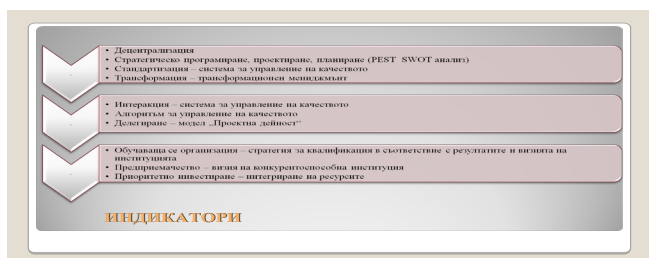 • Децентрализация
• Стратегическо програмиране, проектиране, планиране (PEST SWOT анализ)
• Стандартизация – система за управление на качеството
• Трансформация – трансформационен мениджмънт
• Интеракция – система за управление на качеството
• Алгоритъм за управление на качеството
• Делегиране – модел „Проектна дейност“
• Обучаваща се организация – стратегия за квалификация в съответствие с резултатите и визията на
институцията
• Предприемачество – визия на конкурентоспособна институция
• Приоритетно инвестиране – интегриране на ресурсите
ИНДИКАТОРИ